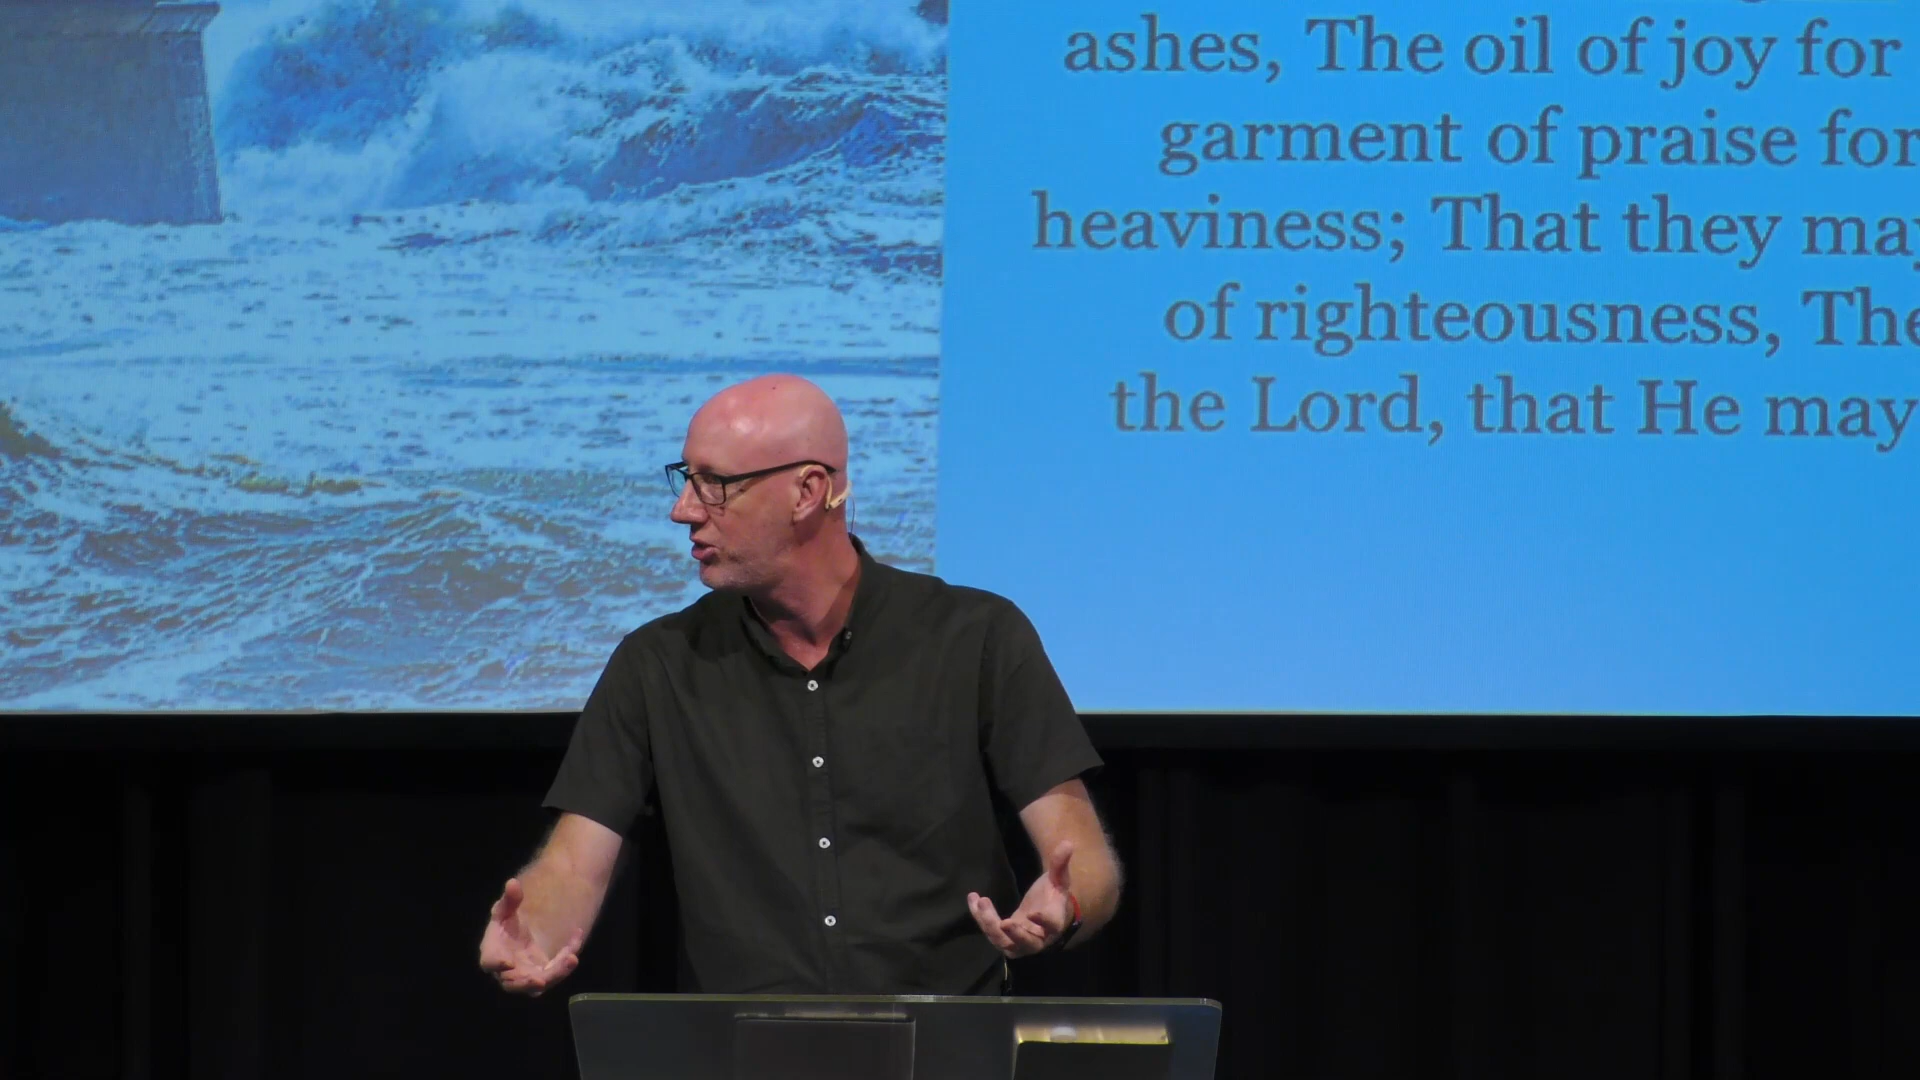 ashes, The oil of joy for
garment of praise for
heaviness; That they may
of righteousness, The
the Lord, that He may